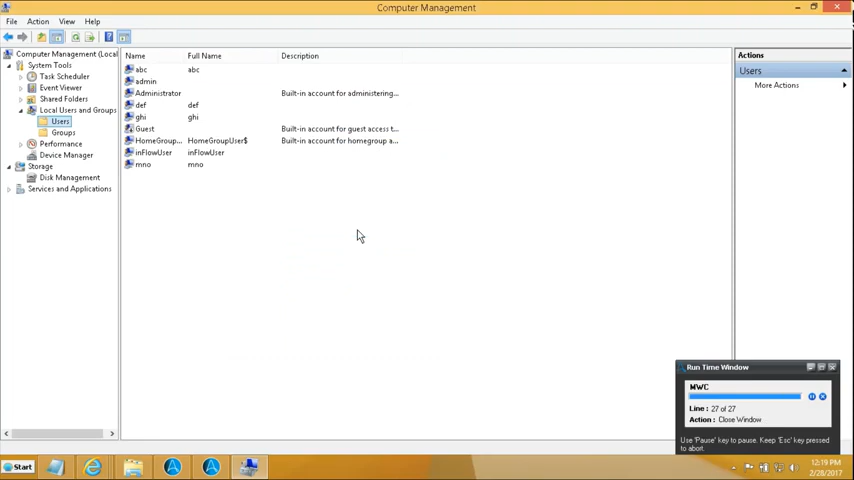 Computer Management
File Action View Help
Computer Management (Local
System Tools
Task Scheduler
Event Viewer
Shared Folders
Local Users and Groups
Users
Groups
Performance
Device Manager
Storage
Disk Management
Services and Applications
Name Full Name Description
abc abc
admin
Administrator Built-in account for administering...
def def
ghi ghi
Guest Built-in account for guest access t...
HomeGroup... HomeGroupUser$ Built-in account for homegroup a...
inFlowUser inFlowUser
mno mno
Actions
Users
More Actions
Run Time Window
MWC
Line : 27 of 27
Action : Close Window
Use 'Pause' key to pause. Keep 'Esc' key pressed
to abort.
Start
12:19 PM
2/28/2017